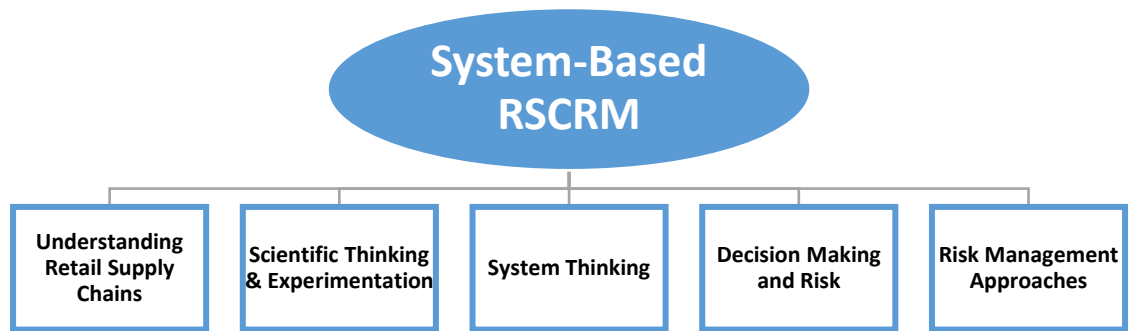 System-Based
RSCRM
Understanding
Retail Supply
Chains
Scientific Thinking
& Experimentation
System Thinking
Decision Making
and Risk
Risk Management
Approaches